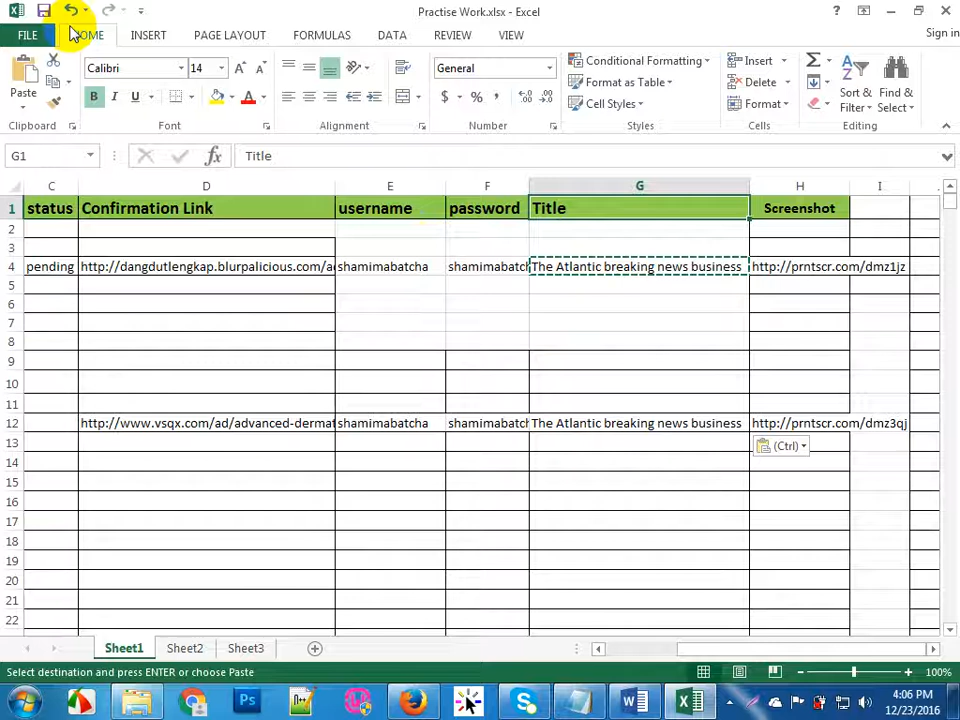 Practise Work.xlsx - Excel
?
FILE HOME INSERT PAGE LAYOUT FORMULAS DATA REVIEW VIEW Sign in
Paste
Calibri 14 A A
B I U A
General
$ % ,
Conditional Formatting
Format as Table
Cell Styles
Insert
Delete
Format
Sort & Filter
Find & Select
Clipboard Font Alignment Number Styles Cells Editing
G1 fx Title
C D E F G H I
1 status Confirmation Link username password Title Screenshot
2
3
4 pending http://dangdutlengkap.blurpalicious.com/a shamimabatcha shamimabatch The Atlantic breaking news business http://prntscr.com/dmz1jz
5
6
7
8
9
10
11
12 http://www.vsqx.com/ad/advanced-dermat shamimabatcha shamimabatch The Atlantic breaking news business http://prntscr.com/dmz3qj
13 (Ctrl)
14
15
16
17
18
19
20
21
22
Sheet1 Sheet2 Sheet3
Select destination and press ENTER or choose Paste 100%
Ps
4:06 PM
12/23/2016